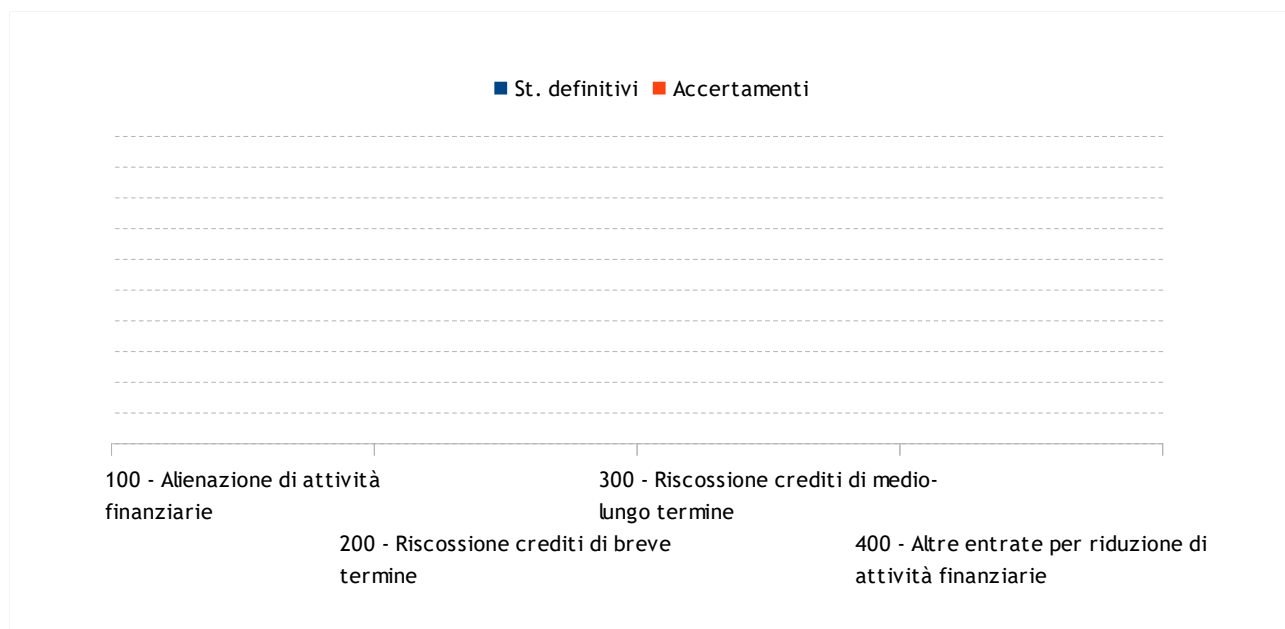 St. definitivi Accertamenti
100 - Alienazione di attività
finanziarie
200 - Riscossione crediti di breve
termine
300 - Riscossione crediti di medio-
lungo termine
400 - Altre entrate per riduzione di
attività finanziarie